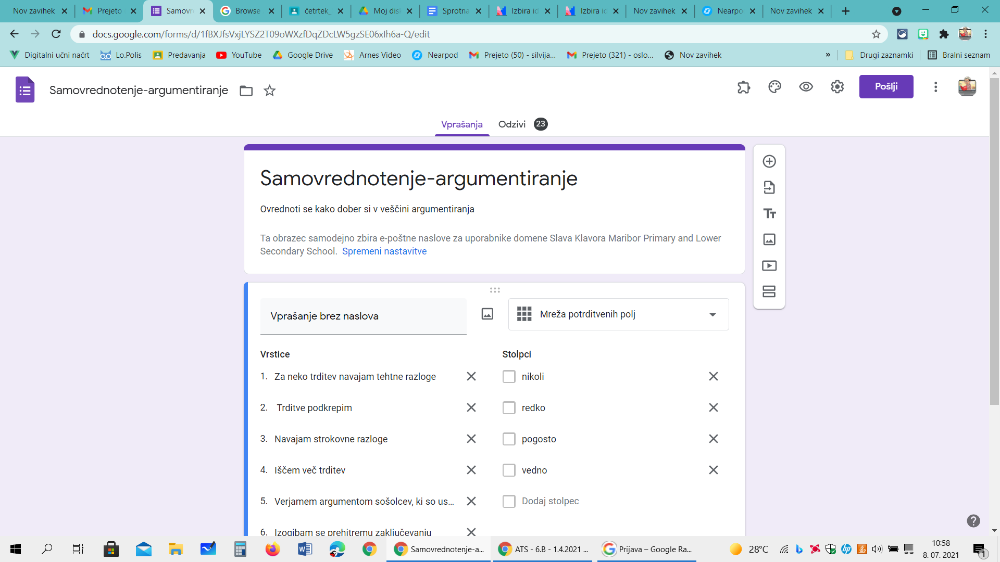 Nov zavihek
Prejeto
Samovre
Browse
četrtek_
Moj disk
Sprotna
Izbira id
Izbira id
Nov zavihek
Nearpo
Nov zavihek
docs.google.com/forms/d/1fBXJfsVxjLYSZ2T09oWXzfDqZDcLW5gzSE06xIh6a-Q/edit
Digitalni učni načrt
Lo.Polis
Predavanja
YouTube
Google Drive
Arnes Video
Nearpod
Prejeto (50) - silvija...
Prejeto (321) - oslo...
Nov zavihek
»
Drugi zaznamki
Bralni seznam
Samovrednotenje-argumentiranje
Pošlji
Vprašanja
Odzivi 23
Samovrednotenje-argumentiranje
Ovrednoti se kako dober si v veščini argumentiranja
Ta obrazec samodejno zbira e-poštne naslove za uporabnike domene Slava Klavora Maribor Primary and Lower
Secondary School. Spremeni nastavitve
Vprašanje brez naslova
Mreža potrditvenih polj
Vrstice
Stolpci
1. Za neko trditev navajam tehtne razloge
nikoli
2. Trditve podkrepim
redko
3. Navajam strokovne razloge
pogosto
4. Iščem več trditev
vedno
5. Verjamem argumentom sošolcev, ki so us...
Dodaj stolpec
6. Izogibam se prehitremu zaključevanju
Samovrednotenje-a...
ATS - 6.B - 1.4.2021 ...
Prijava – Google Ra...
28°C
10:58
8. 07. 2021
1